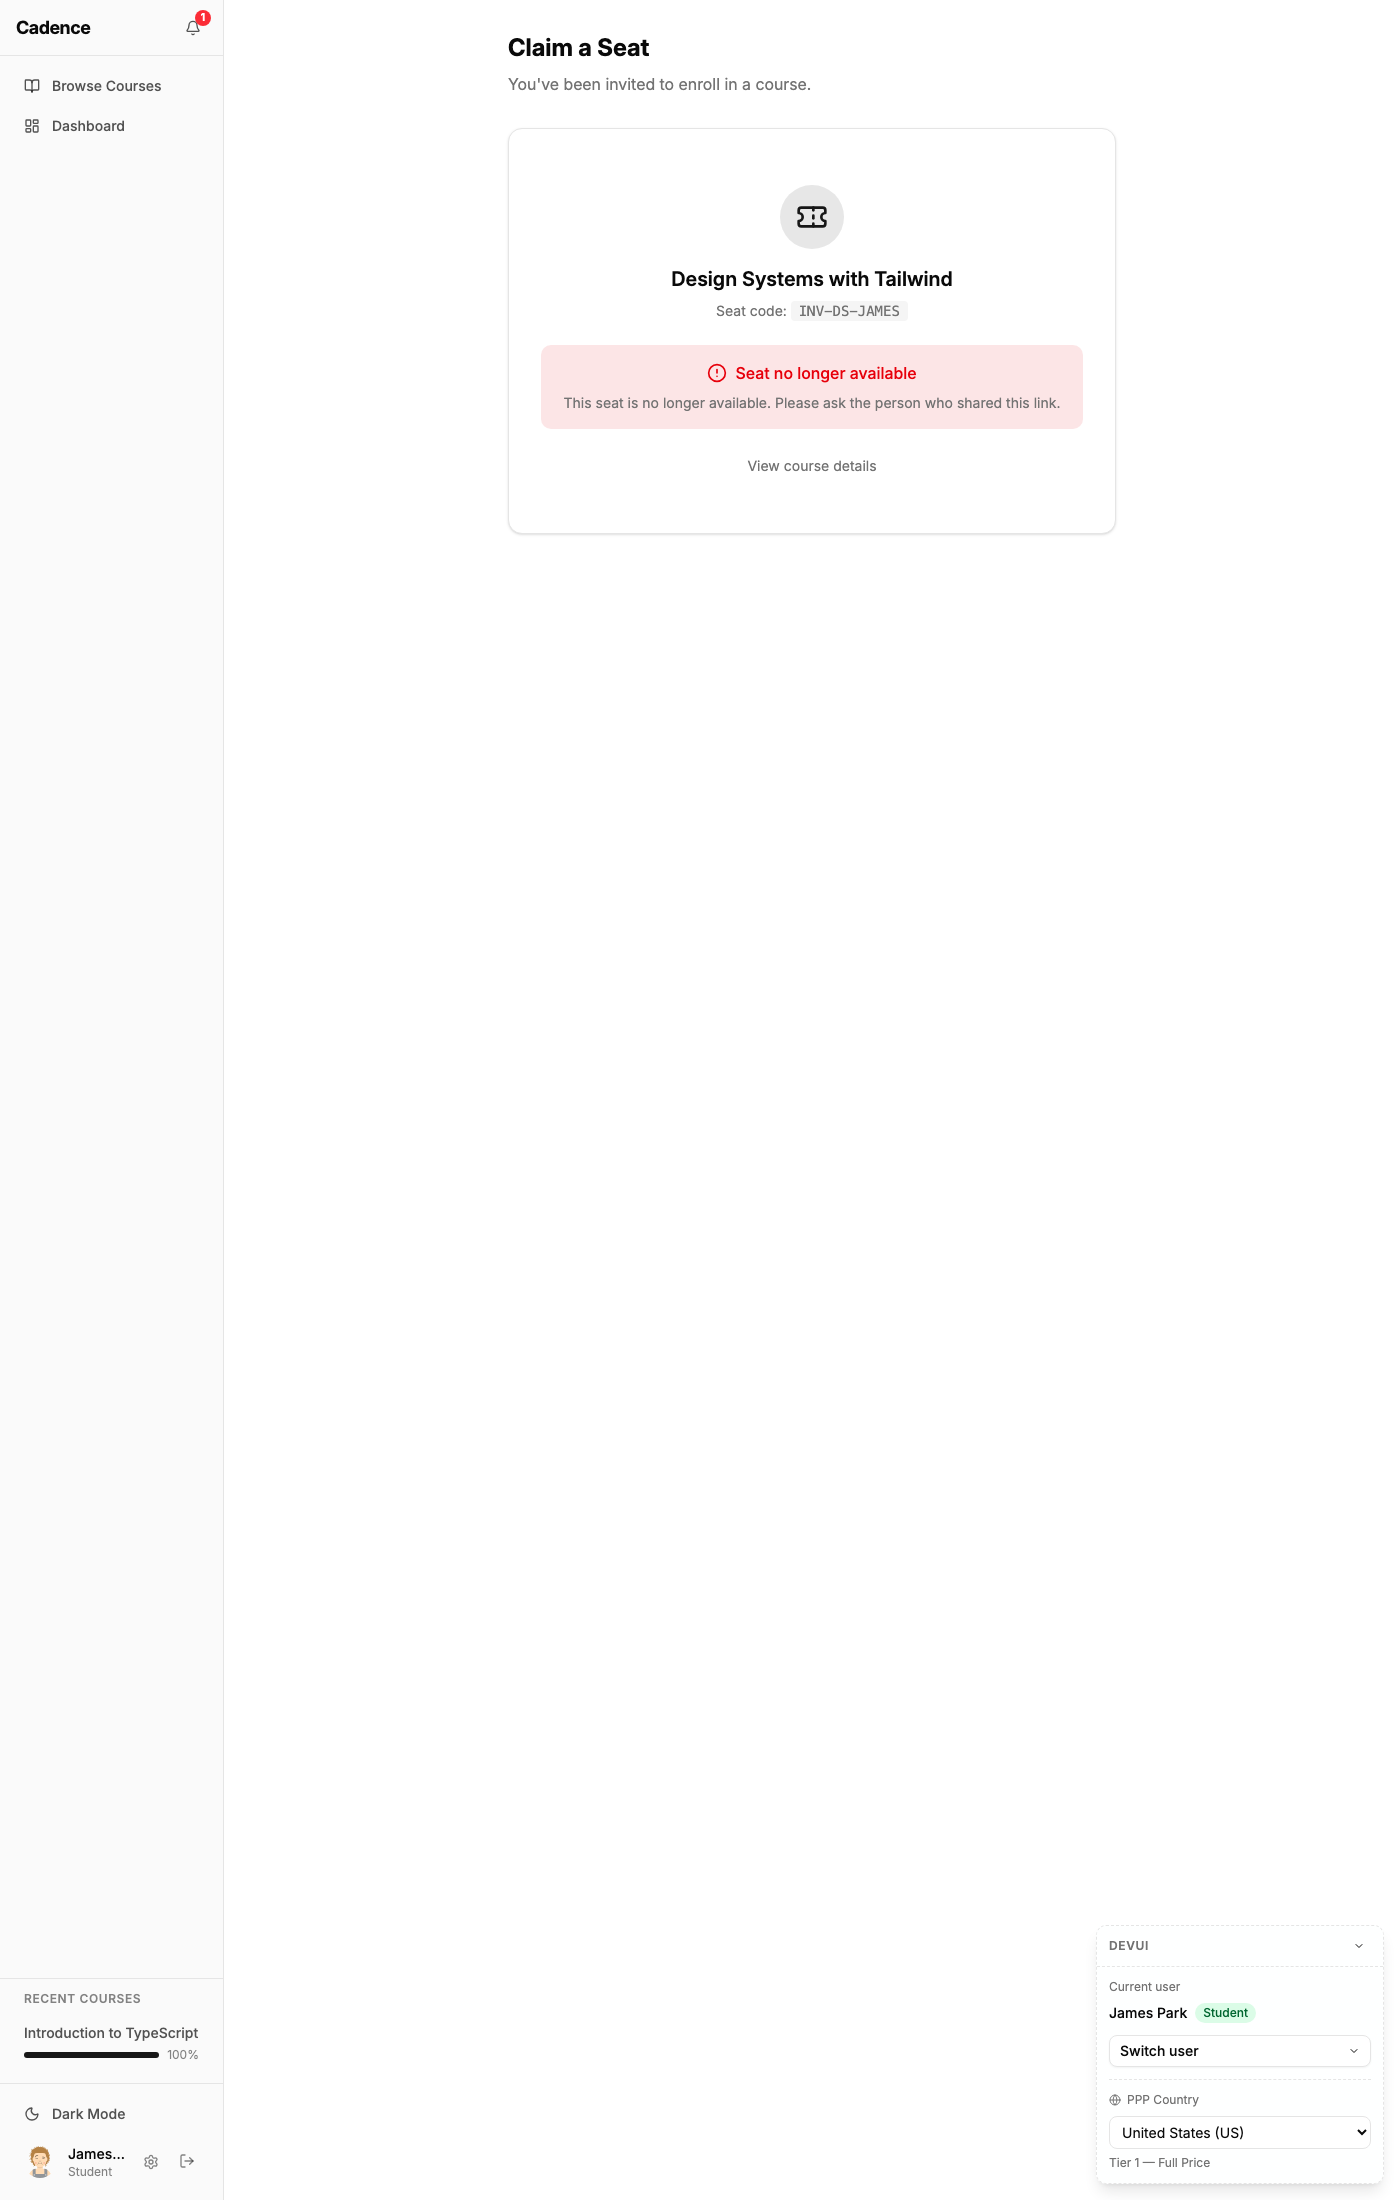 Cadence
1
Browse Courses
Dashboard
Claim a Seat
You've been invited to enroll in a course.
Design Systems with Tailwind
Seat code: INV-DS-JAMES
Seat no longer available
This seat is no longer available. Please ask the person who shared this link.
View course details
RECENT COURSES
Introduction to TypeScript
100%
Dark Mode
James...
Student
DEVUI
Current user
James Park Student
Switch user
PPP Country
United States (US)
Tier 1 — Full Price